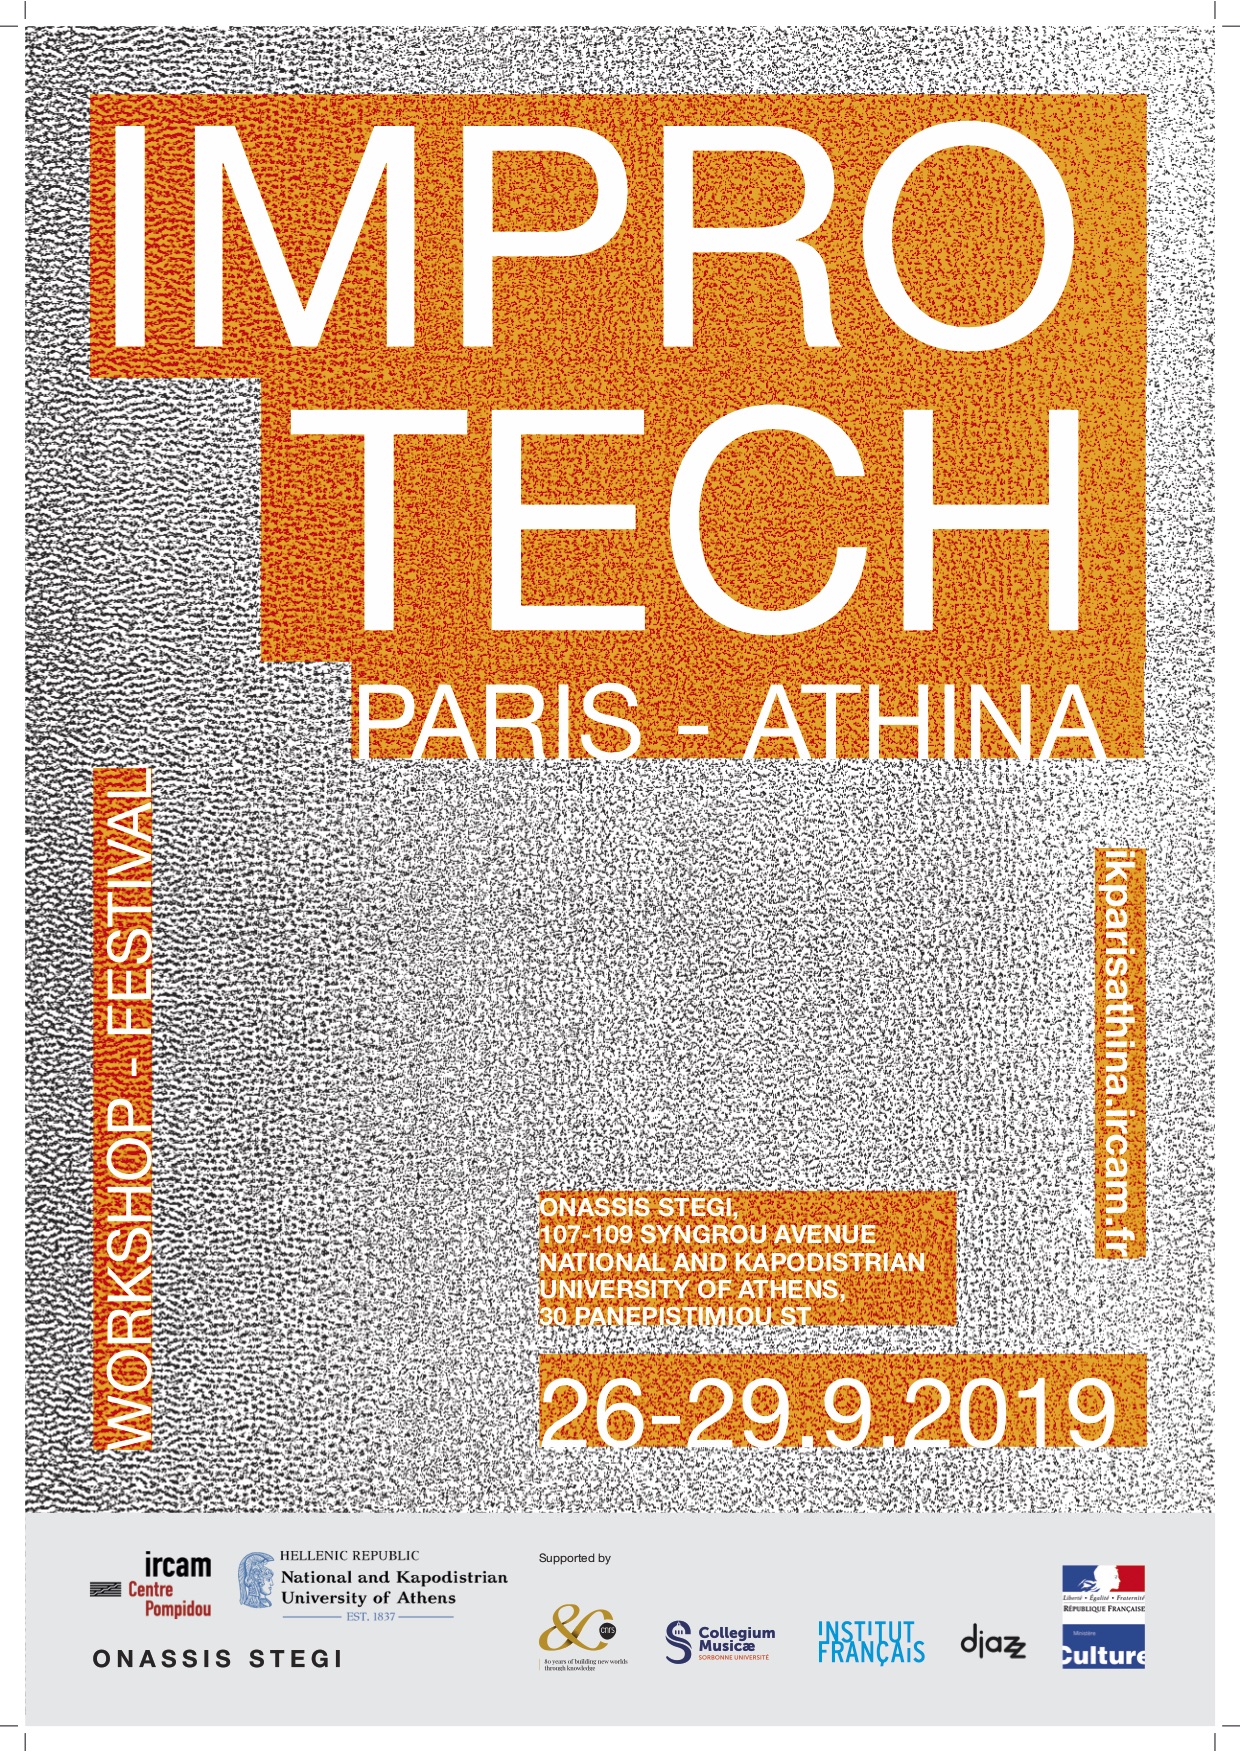 IMPRO
TECH
PARIS - ATHINA
WORKSHOP - FESTIVAL
ikparisathina.ircam.fr
ONASSIS STEGI,
107-109 SYNGROU AVENUE
NATIONAL AND KAPODISTRIAN
UNIVERSITY OF ATHENS,
30 PANEPISTIMIOU ST
26-29.9.2019
ircam
Centre
Pompidou
HELLENIC REPUBLIC
National and Kapodistrian
University of Athens
EST. 1837
ONASSIS STEGI
Supported by
80
cnrs
80 years of building new worlds
through knowledge
Collegium
Musicæ
SORBONNE UNIVERSITÉ
INSTITUT
FRANÇAIS
djazz
Liberté • Égalité • Fraternité
RÉPUBLIQUE FRANÇAISE
Ministère
Culture